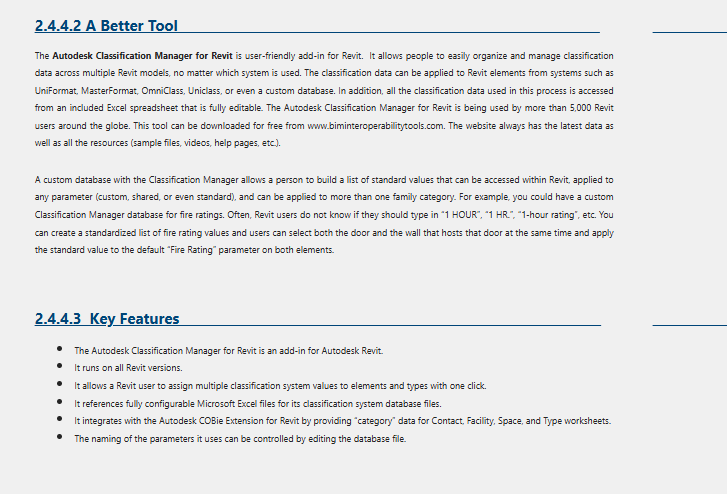 2.4.4.2 A Better Tool
The Autodesk Classification Manager for Revit is user-friendly add-in for Revit.  It allows people to easily organize and manage classification
data across multiple Revit models, no matter which system is used. The classification data can be applied to Revit elements from systems such as
UniFormat, MasterFormat, OmniClass, Uniclass, or even a custom database. In addition, all the classification data used in this process is accessed
from an included Excel spreadsheet that is fully editable. The Autodesk Classification Manager for Revit is being used by more than 5,000 Revit
users around the globe. This tool can be downloaded for free from www.biminteroperabilitytools.com. The website always has the latest data as
well as all the resources (sample files, videos, help pages, etc.).
A custom database with the Classification Manager allows a person to build a list of standard values that can be accessed within Revit, applied to
any parameter (custom, shared, or even standard), and can be applied to more than one family category. For example, you could have a custom
Classification Manager database for fire ratings. Often, Revit users do not know if they should type in "1 HOUR", "1 HR.", "1-hour rating", etc. You
can create a standardized list of fire rating values and users can select both the door and the wall that hosts that door at the same time and apply
the standard value to the default "Fire Rating" parameter on both elements.
2.4.4.3  Key Features
• The Autodesk Classification Manager for Revit is an add-in for Autodesk Revit.
• It runs on all Revit versions.
• It allows a Revit user to assign multiple classification system values to elements and types with one click.
• It references fully configurable Microsoft Excel files for its classification system database files.
• It integrates with the Autodesk COBie Extension for Revit by providing "category" data for Contact, Facility, Space, and Type worksheets.
• The naming of the parameters it uses can be controlled by editing the database file.